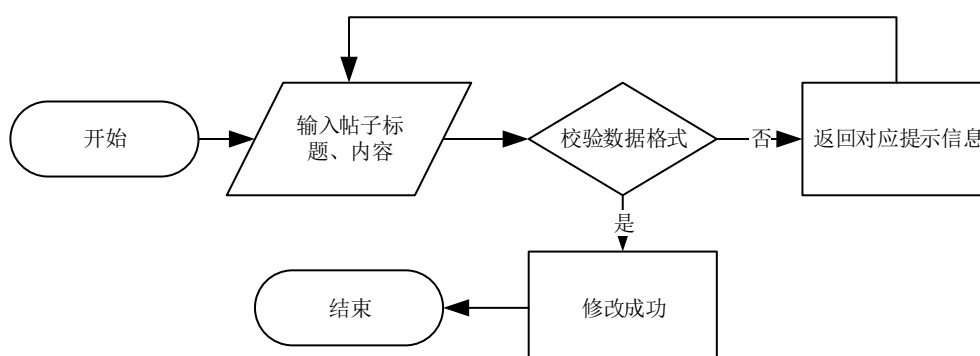 开始
输入帖子标
题、内容
校验数据格式
否
返回对应提示信息
是
结束
修改成功